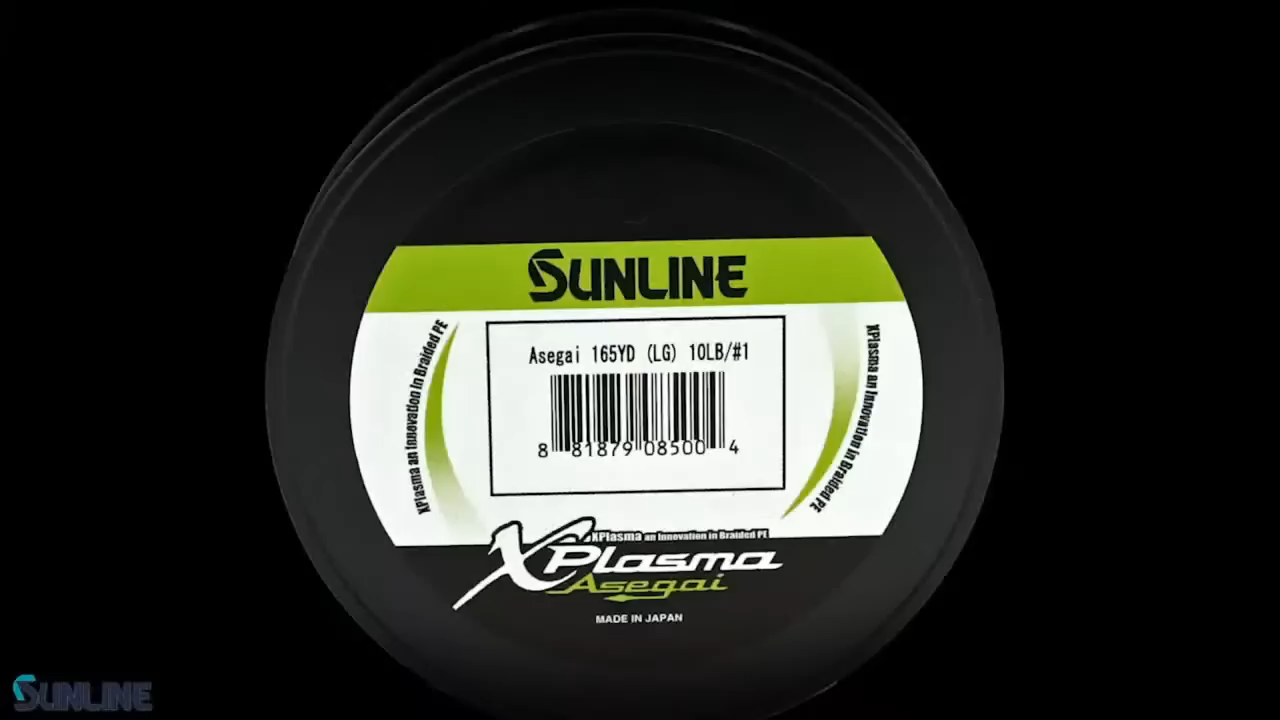 SUNLINE
Asegai 165YD (LG) 10LB/#1
8 81879 08500 4
XPlasma an Innovation in Braided PE
XPlasma an Innovation in Braided PE
XPlasma an Innovation in Braided PE
XPlasma
Asegai
MADE IN JAPAN
SUNLINE